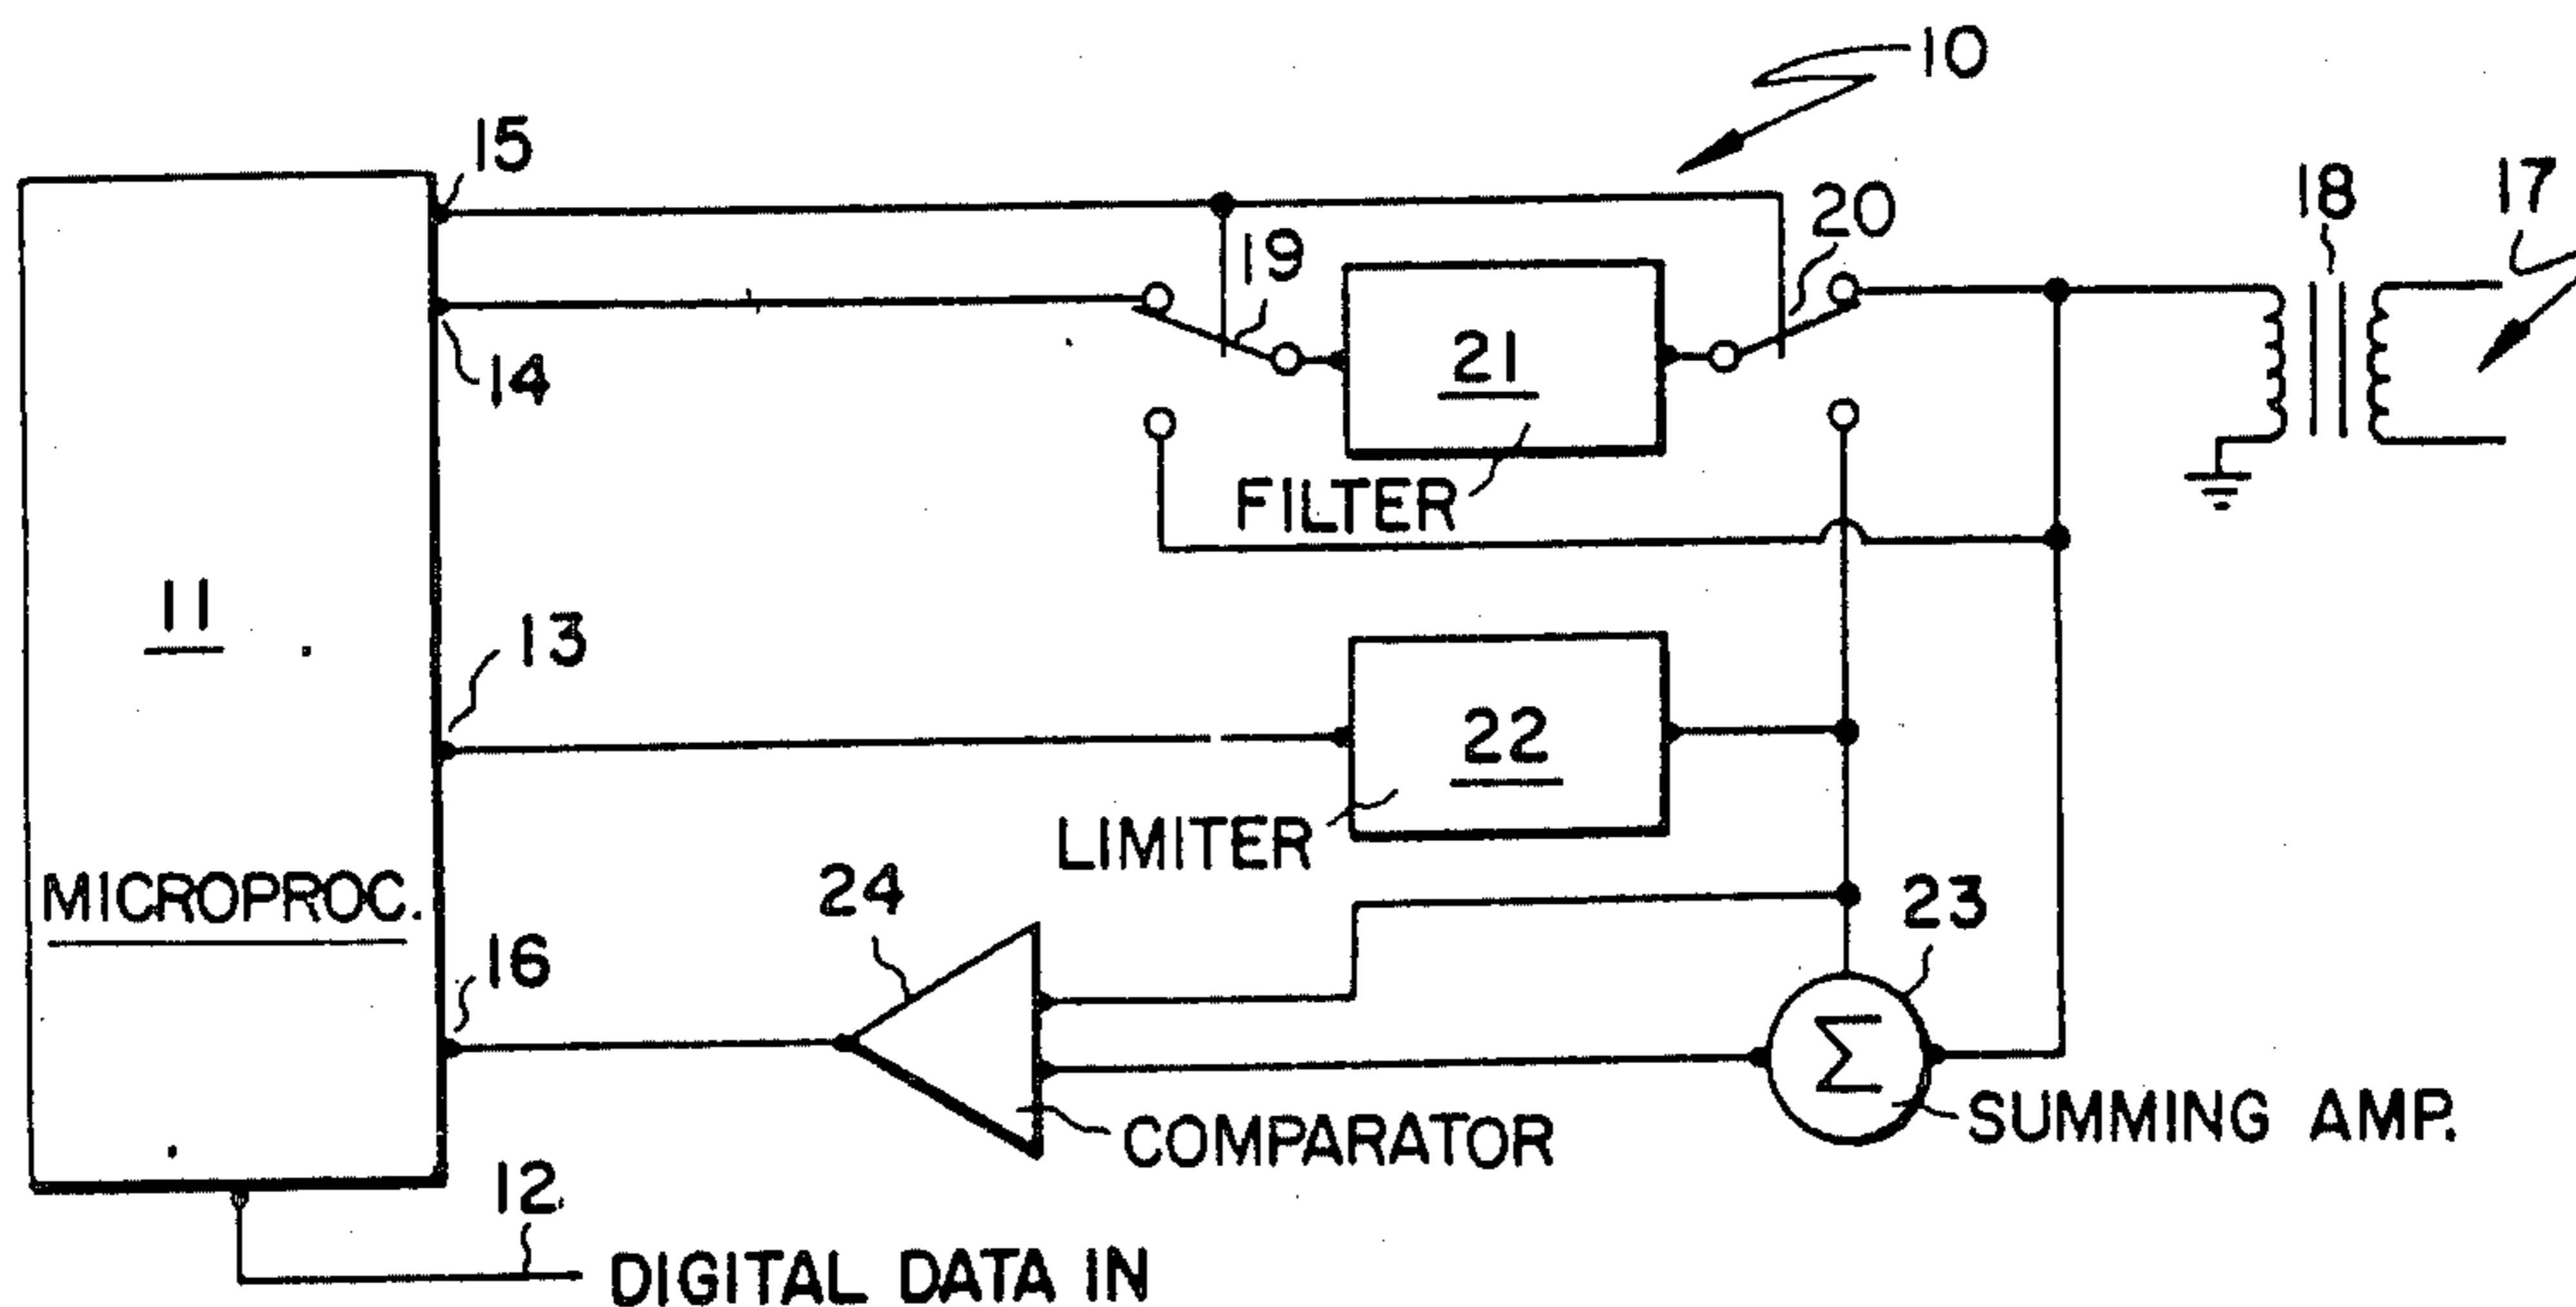 10
15
17
18
20
19
14
21
FILTER
11
13
22
LIMITER
24
23
MICROPROC.
16
Σ
COMPARATOR
SUMMING AMP.
12
DIGITAL DATA IN